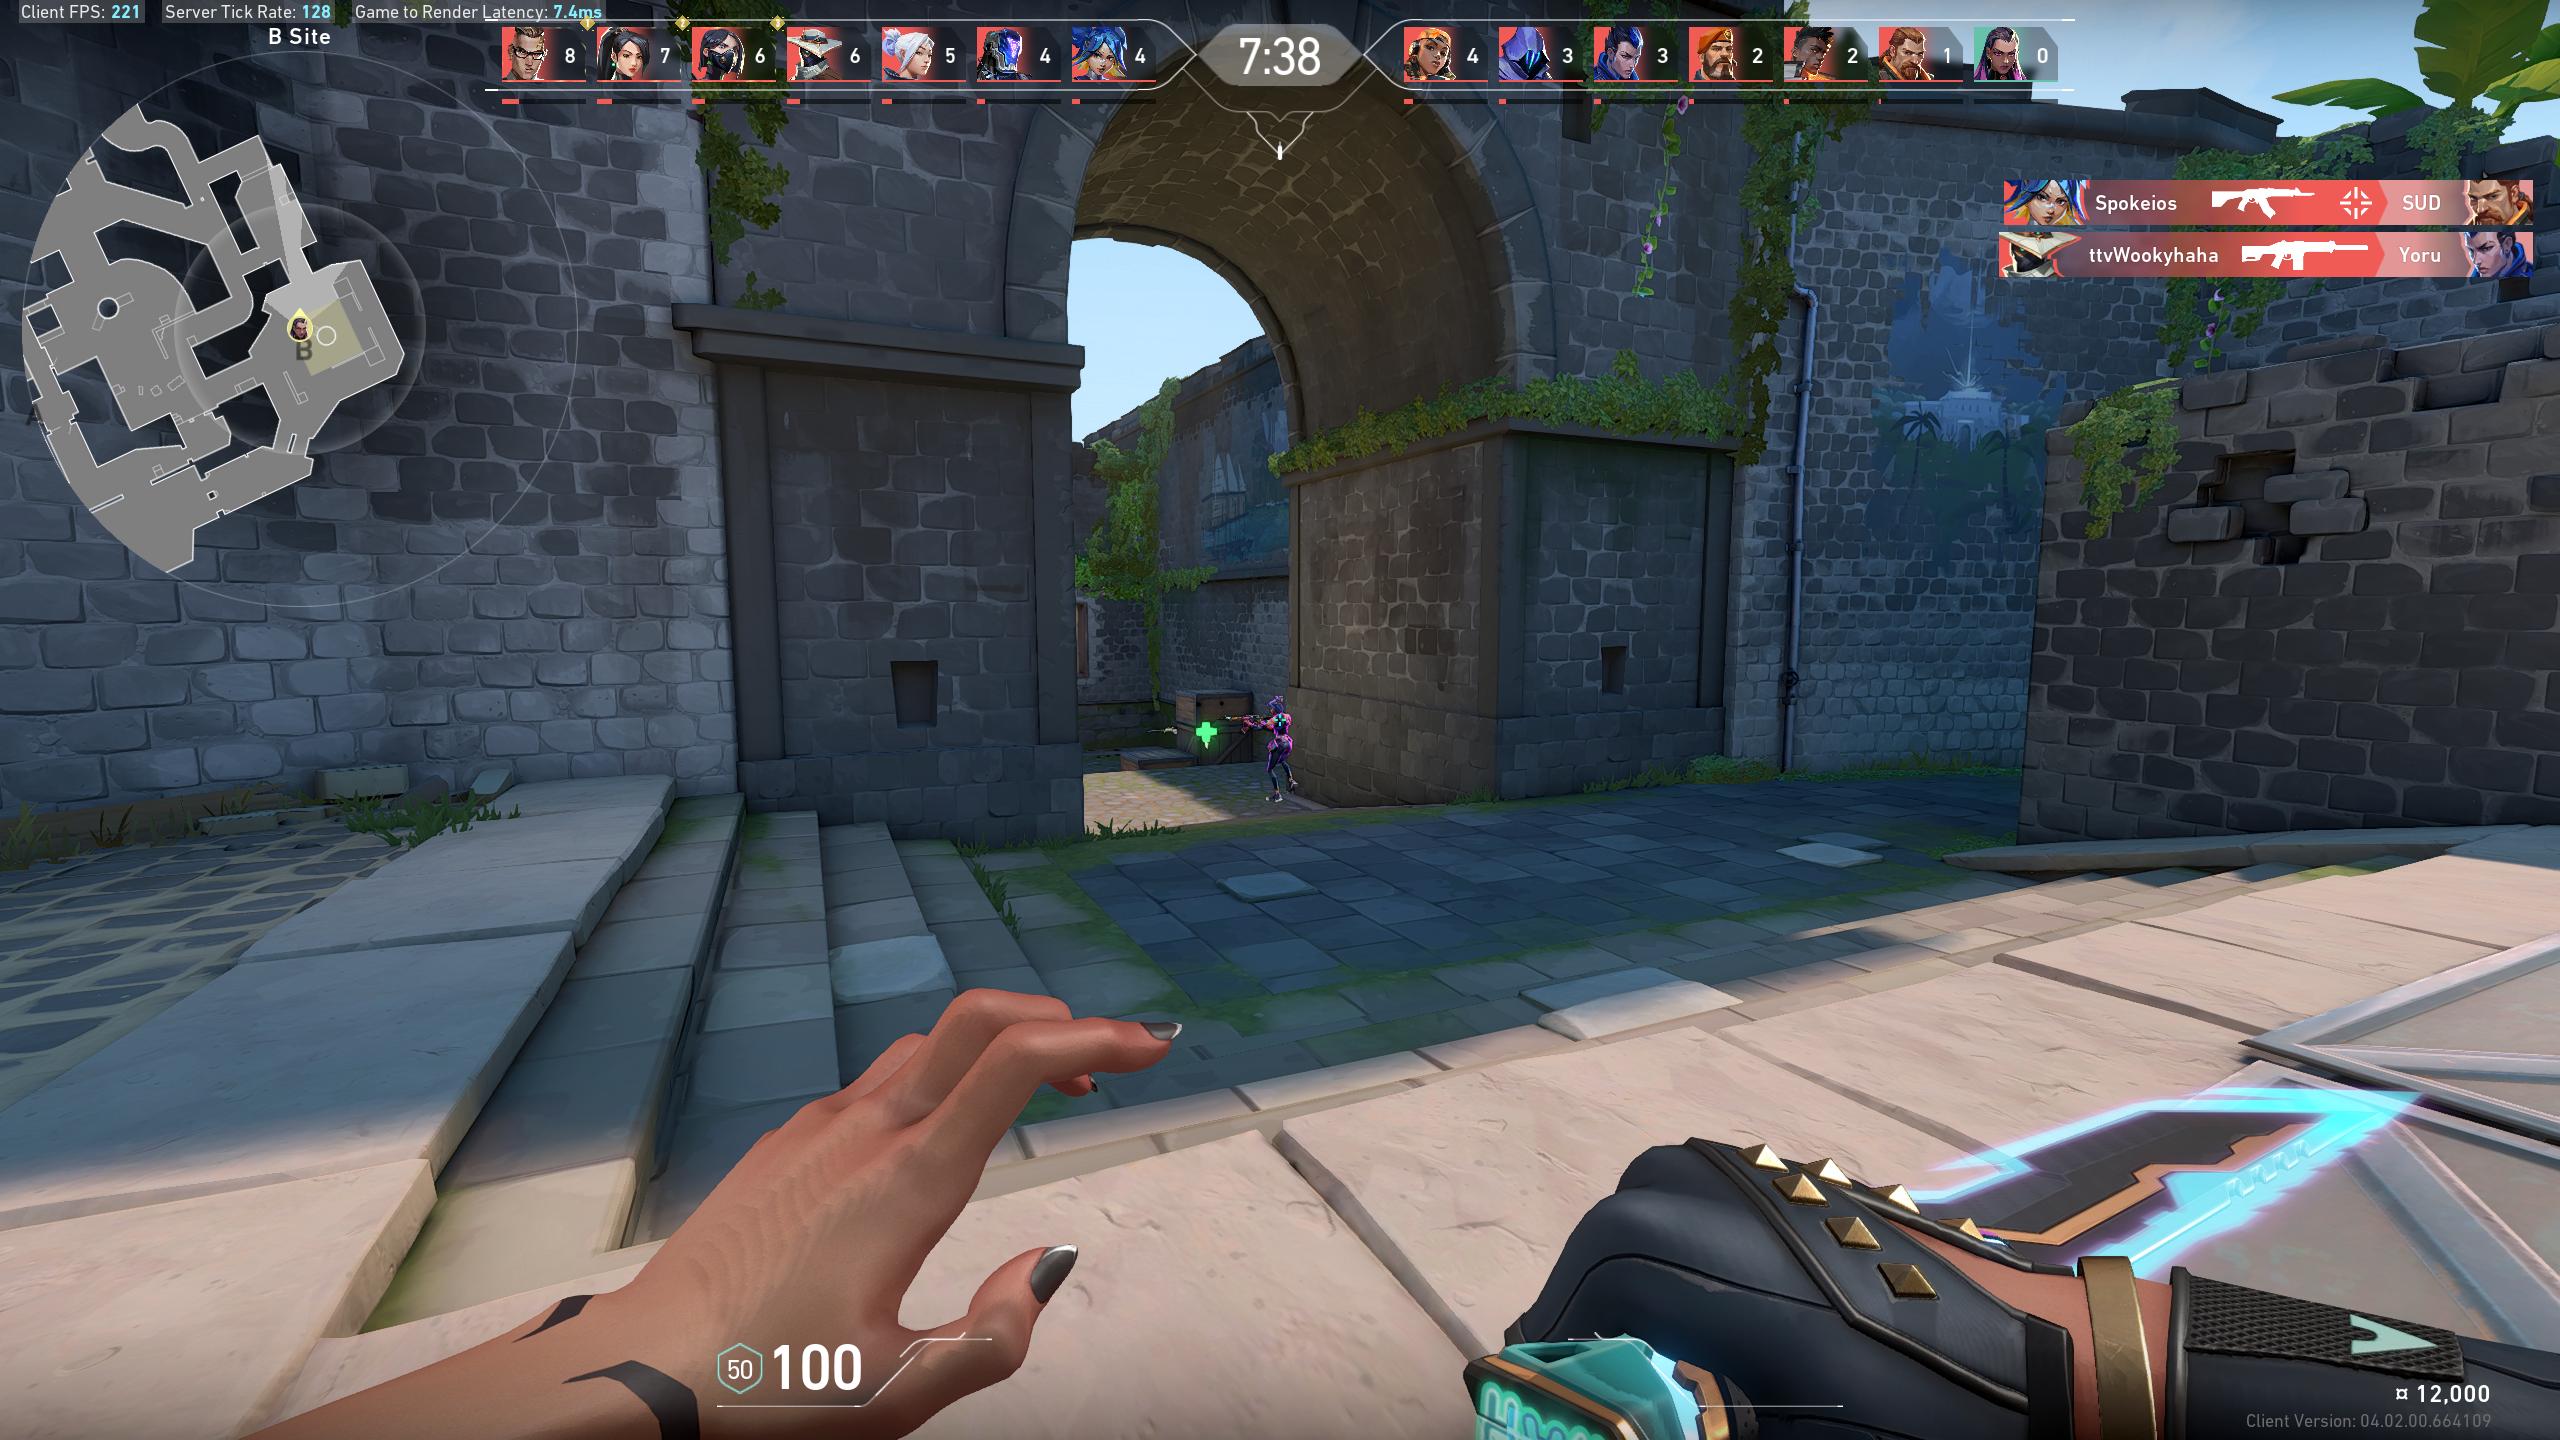 Client FPS: 221 Server Tick Rate: 128 Game to Render Latency: 7.4ms
B Site
8 7 6 6 5 4 4 7:38 4 3 3 2 2 1 0
Spokeios SUD
ttvWookyhaha Yoru
B
50 100
¤ 12,000
Client Version: 04.02.00.664109